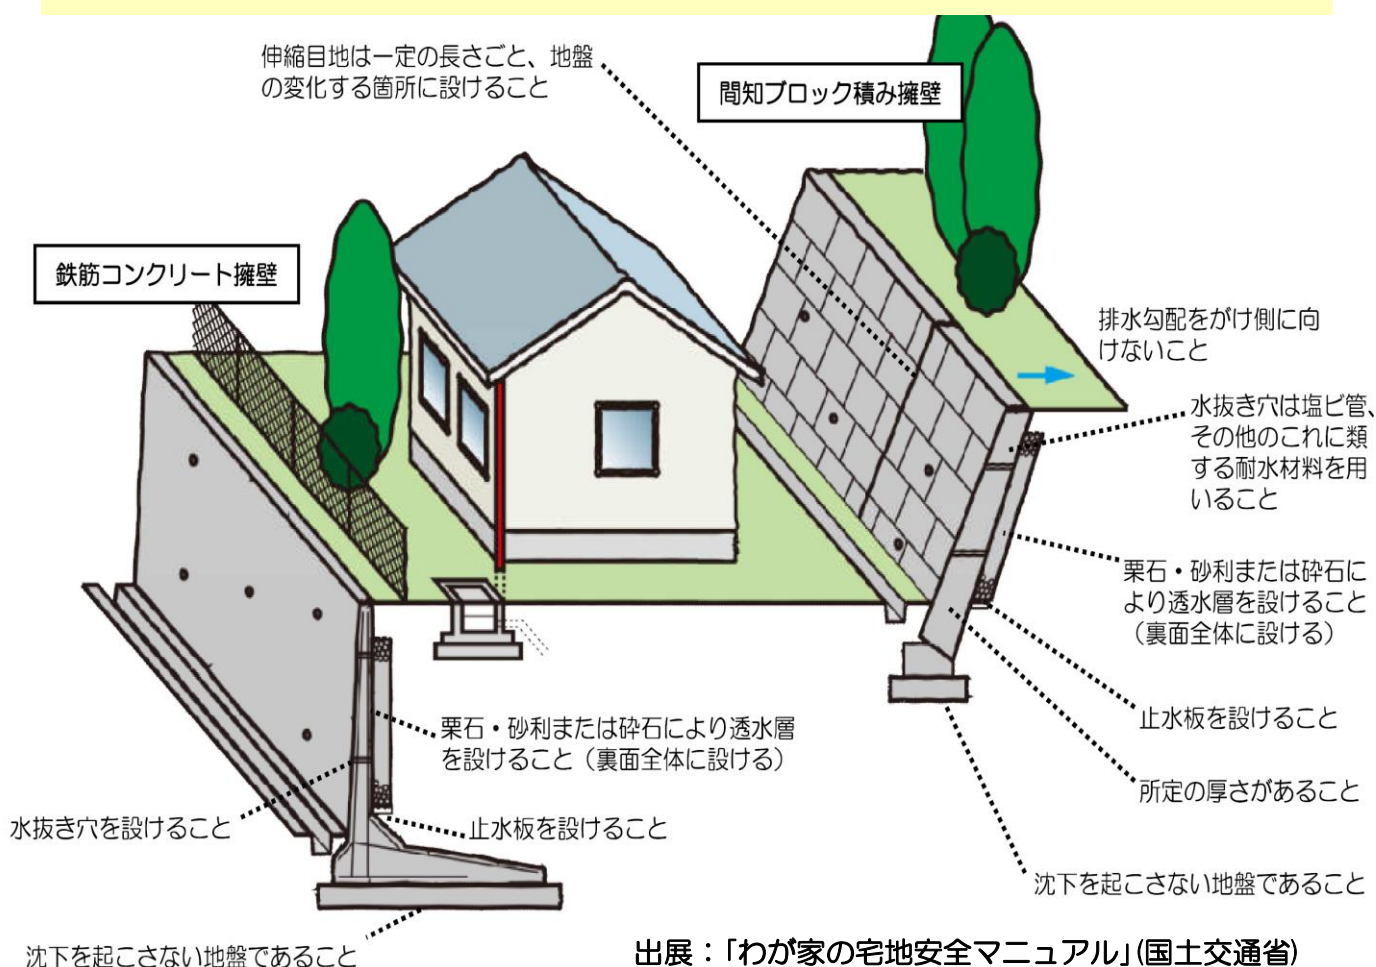 伸縮目地は一定の長さごと、地盤
の変化する箇所に設けること
間知ブロック積み擁壁
鉄筋コンクリート擁壁
排水勾配をがけ側に向
けないこと
水抜き穴は塩ビ管、
その他のこれに類
する耐水材料を用
いること
栗石・砂利または砕石に
より透水層を設けること
（裏面全体に設ける）
止水板を設けること
所定の厚さがあること
沈下を起こさない地盤であること
栗石・砂利または砕石により透水層
を設けること（裏面全体に設ける）
水抜き穴を設けること
止水板を設けること
沈下を起こさない地盤であること
出展：「わが家の宅地安全マニュアル」(国土交通省)